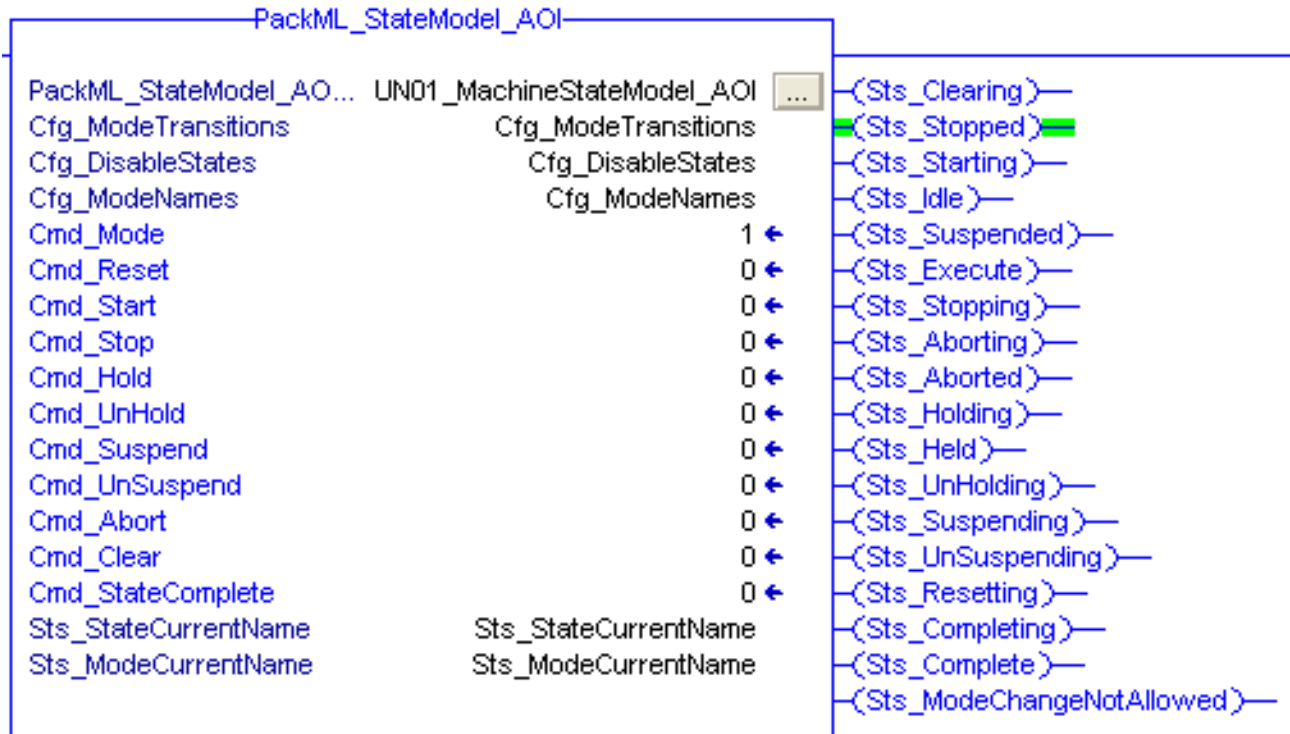 PackML_StateModel_AOI
PackML_StateModel_AO... UN01_MachineStateModel_AOI ... (Sts_Clearing)
Cfg_ModeTransitions Cfg_ModeTransitions (Sts_Stopped)
Cfg_DisableStates Cfg_DisableStates (Sts_Starting)
Cfg_ModeNames Cfg_ModeNames (Sts_Idle)
Cmd_Mode 1 (Sts_Suspended)
Cmd_Reset 0 (Sts_Execute)
Cmd_Start 0 (Sts_Stopping)
Cmd_Stop 0 (Sts_Aborting)
Cmd_Hold 0 (Sts_Aborted)
Cmd_UnHold 0 (Sts_Holding)
Cmd_Suspend 0 (Sts_Held)
Cmd_UnSuspend 0 (Sts_UnHolding)
Cmd_Abort 0 (Sts_Suspending)
Cmd_Clear 0 (Sts_UnSuspending)
Cmd_StateComplete 0 (Sts_Resetting)
Sts_StateCurrentName Sts_StateCurrentName (Sts_Completing)
Sts_ModeCurrentName Sts_ModeCurrentName (Sts_Complete)
(Sts_ModeChangeNotAllowed)